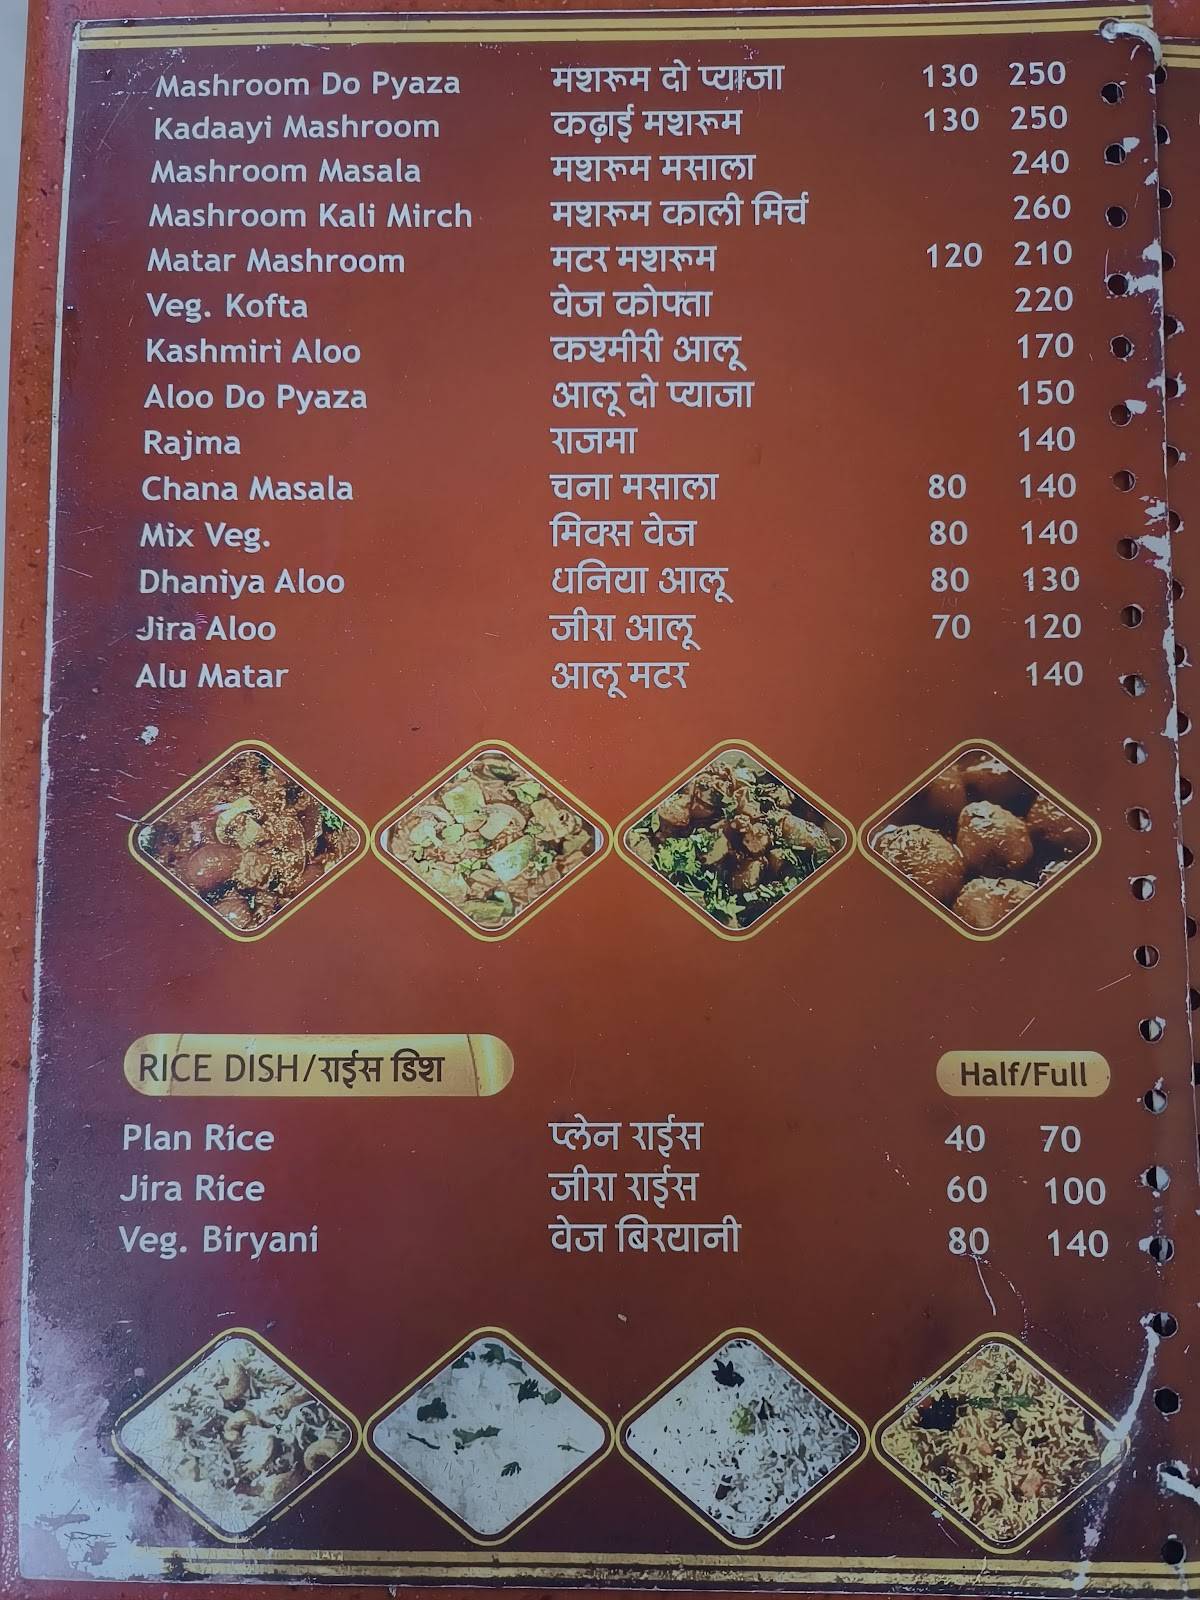 Mashroom Do Pyaza मशरूम दो प्याजा 130 250
Kadaayi Mashroom कढ़ाई मशरूम 130 250
Mashroom Masala मशरूम मसाला 240
Mashroom Kali Mirch मशरूम काली मिर्च 260
Matar Mashroom मटर मशरूम 120 210
Veg. Kofta वेज कोफ्ता 220
Kashmiri Aloo कश्मीरी आलू 170
Aloo Do Pyaza आलू दो प्याजा 150
Rajma राजमा 140
Chana Masala चना मसाला 80 140
Mix Veg. मिक्स वेज 80 140
Dhaniya Aloo धनिया आलू 80 130
Jira Aloo जीरा आलू 70 120
Alu Matar आलू मटर 140
RICE DISH/राईस डिश Half/Full
Plan Rice प्लेन राईस 40 70
Jira Rice जीरा राईस 60 100
Veg. Biryani वेज बिरयानी 80 140